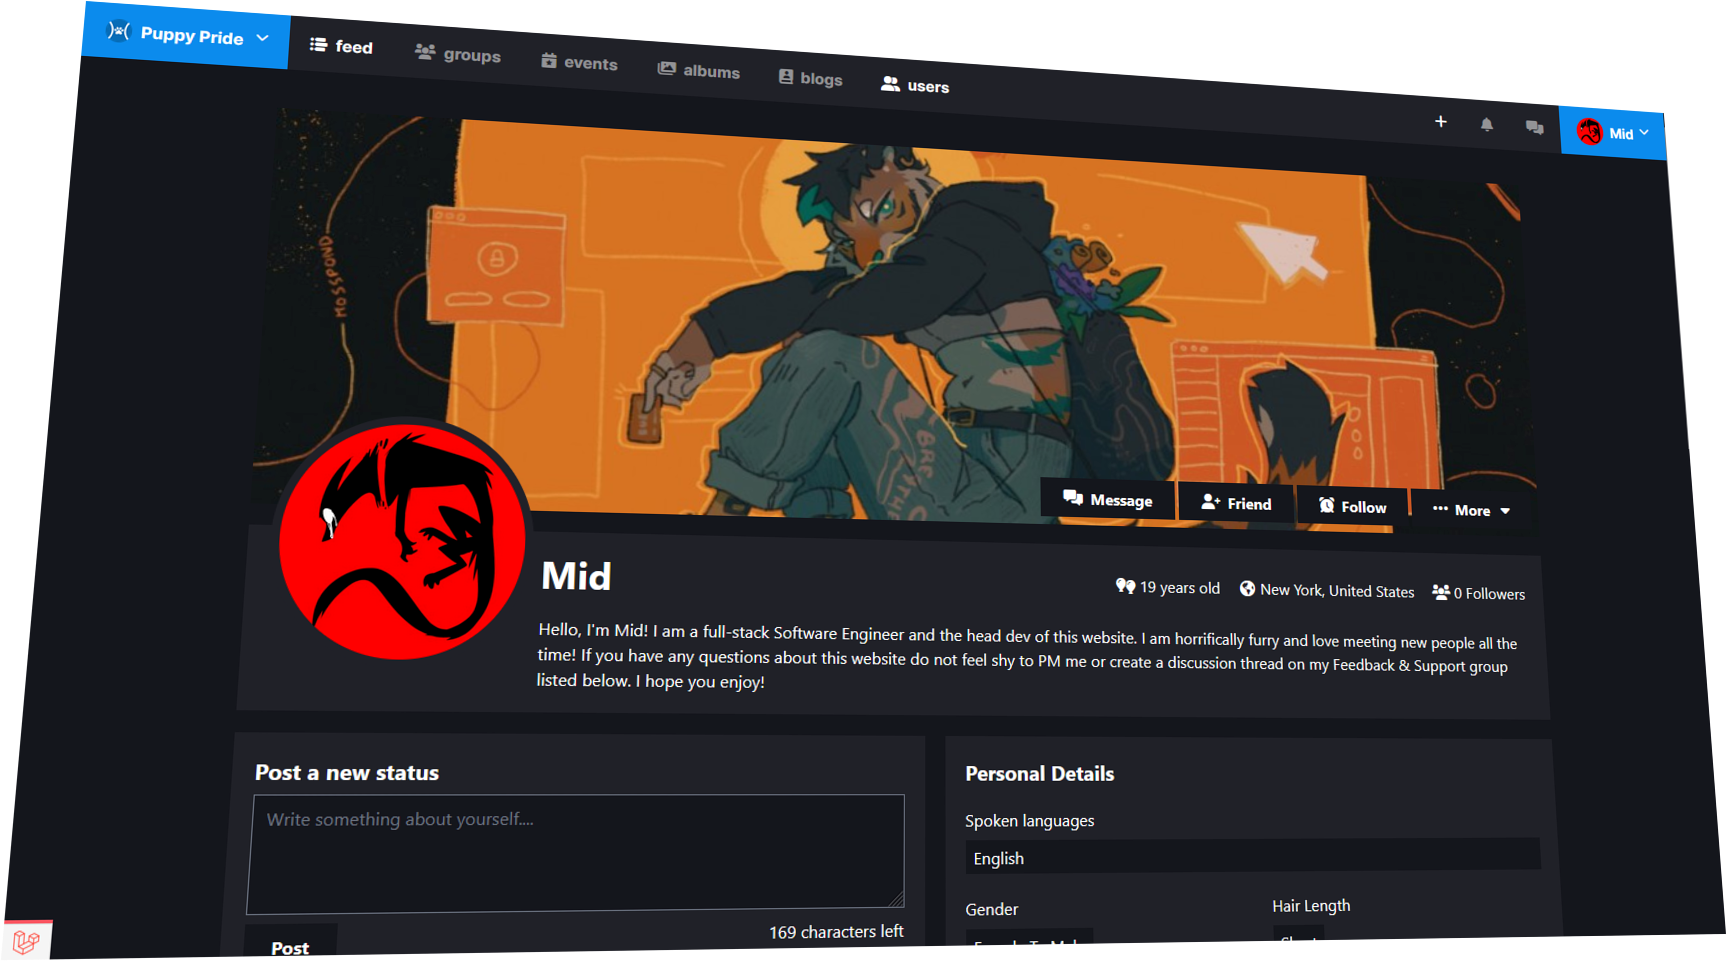 Puppy Pride
feed
groups
events
albums
blogs
users
Mid
MOSSPOND
Message
Friend
Follow
More
Mid
19 years old
New York, United States
0 Followers
Hello, I'm Mid! I am a full-stack Software Engineer and the head dev of this website. I am horrifically furry and love meeting new people all the
time! If you have any questions about this website do not feel shy to PM me or create a discussion thread on my Feedback & Support group
listed below. I hope you enjoy!
Post a new status
Write something about yourself....
169 characters left
Post
Personal Details
Spoken languages
English
Gender
Hair Length